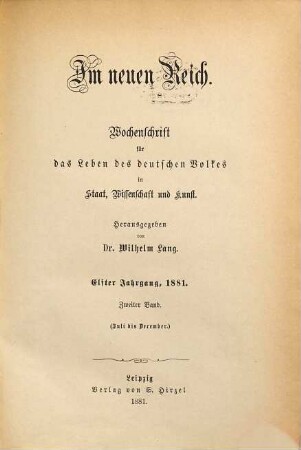 Im neuen Reich.
Wochenschrift
für
das Leben des deutschen Volkes
in
Staat, Wissenschaft und Kunst.
Herausgegeben
von
Dr. Wilhelm Lang.
Elfter Jahrgang, 1881.
Zweiter Band.
(Juli bis December.)
Leipzig
Verlag von S. Hirzel
1881.